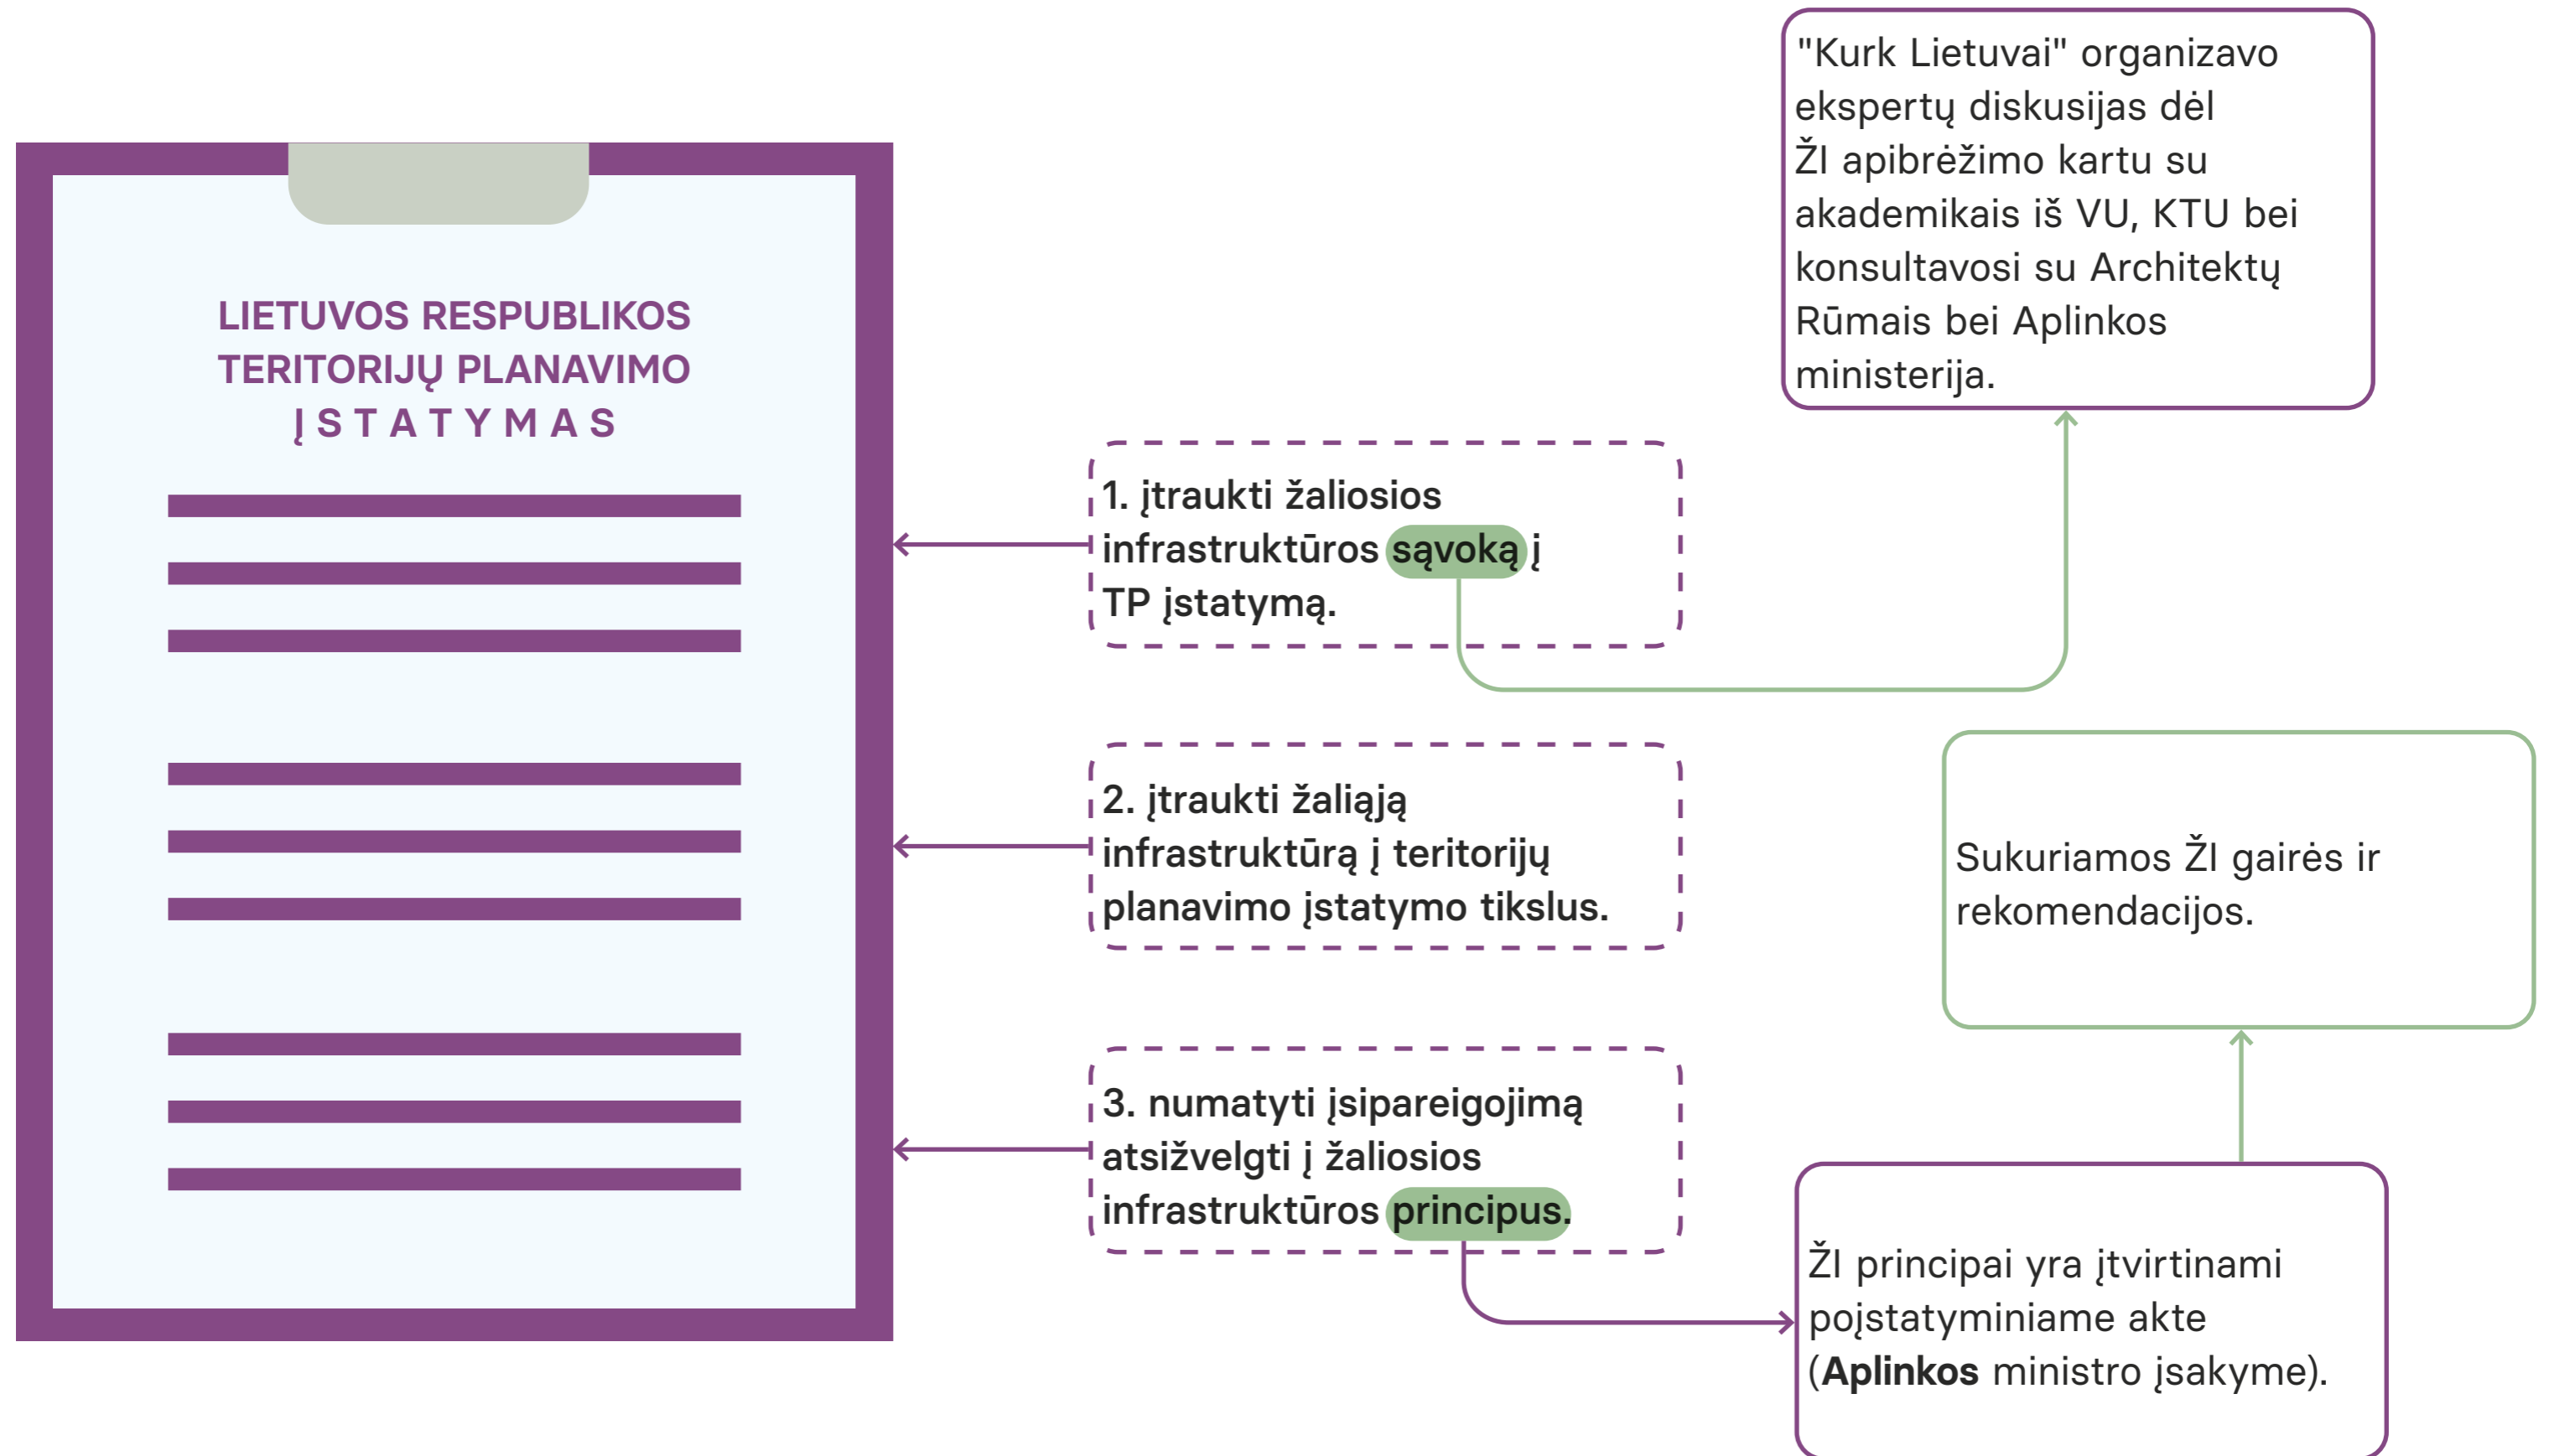 LIETUVOS RESPUBLIKOS
TERITORIJŲ PLANAVIMO
Į S T A T Y M A S
1. įtraukti žaliosios
infrastruktūros sąvoką į
TP įstatymą.
2. įtraukti žaliąją
infrastruktūrą į teritorijų
planavimo įstatymo tikslus.
3. numatyti įsipareigojimą
atsižvelgti į žaliosios
infrastruktūros principus.
"Kurk Lietuvai" organizavo
ekspertų diskusijas dėl
ŽI apibrėžimo kartu su
akademikais iš VU, KTU bei
konsultavosi su Architektų
Rūmais bei Aplinkos
ministerija.
Sukuriamos ŽI gairės ir
rekomendacijos.
ŽI principai yra įtvirtinami
poįstatyminiame akte
(Aplinkos ministro įsakyme).